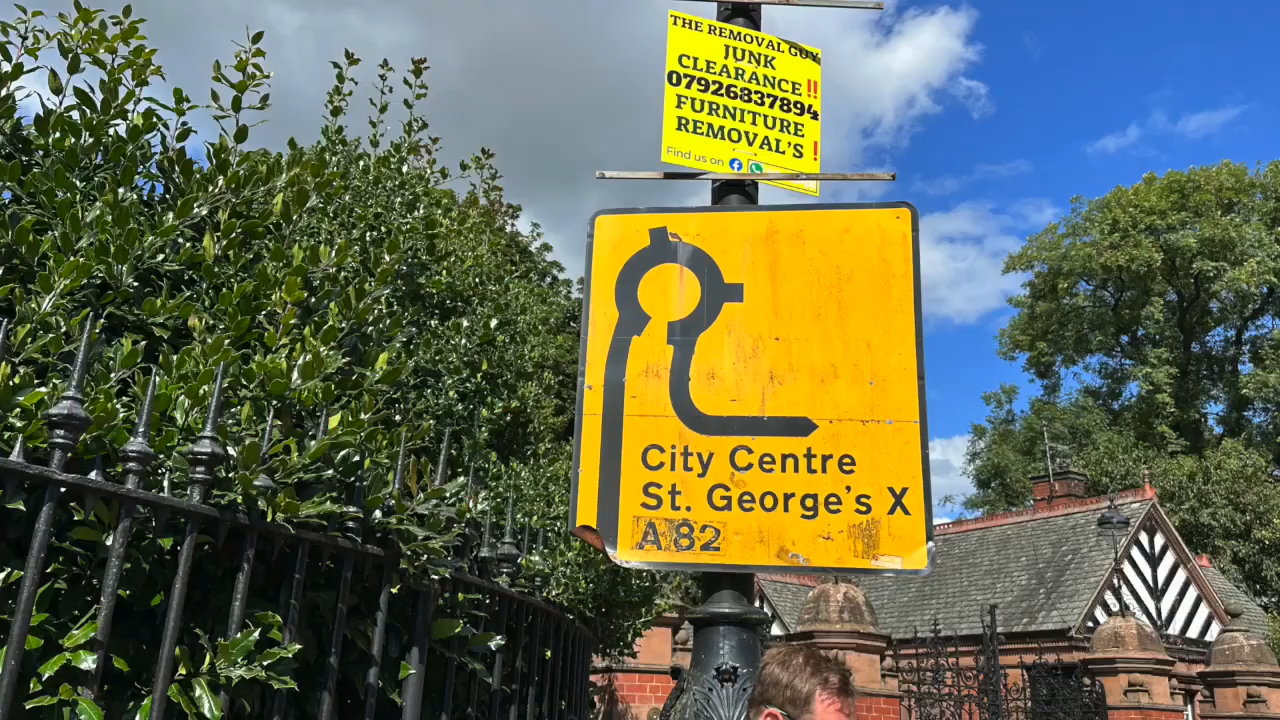 THE REMOVAL GUY
JUNK
CLEARANCE!!
07926837894
FURNITURE
REMOVAL'S!
Find us on
City Centre
St. George's X
A82